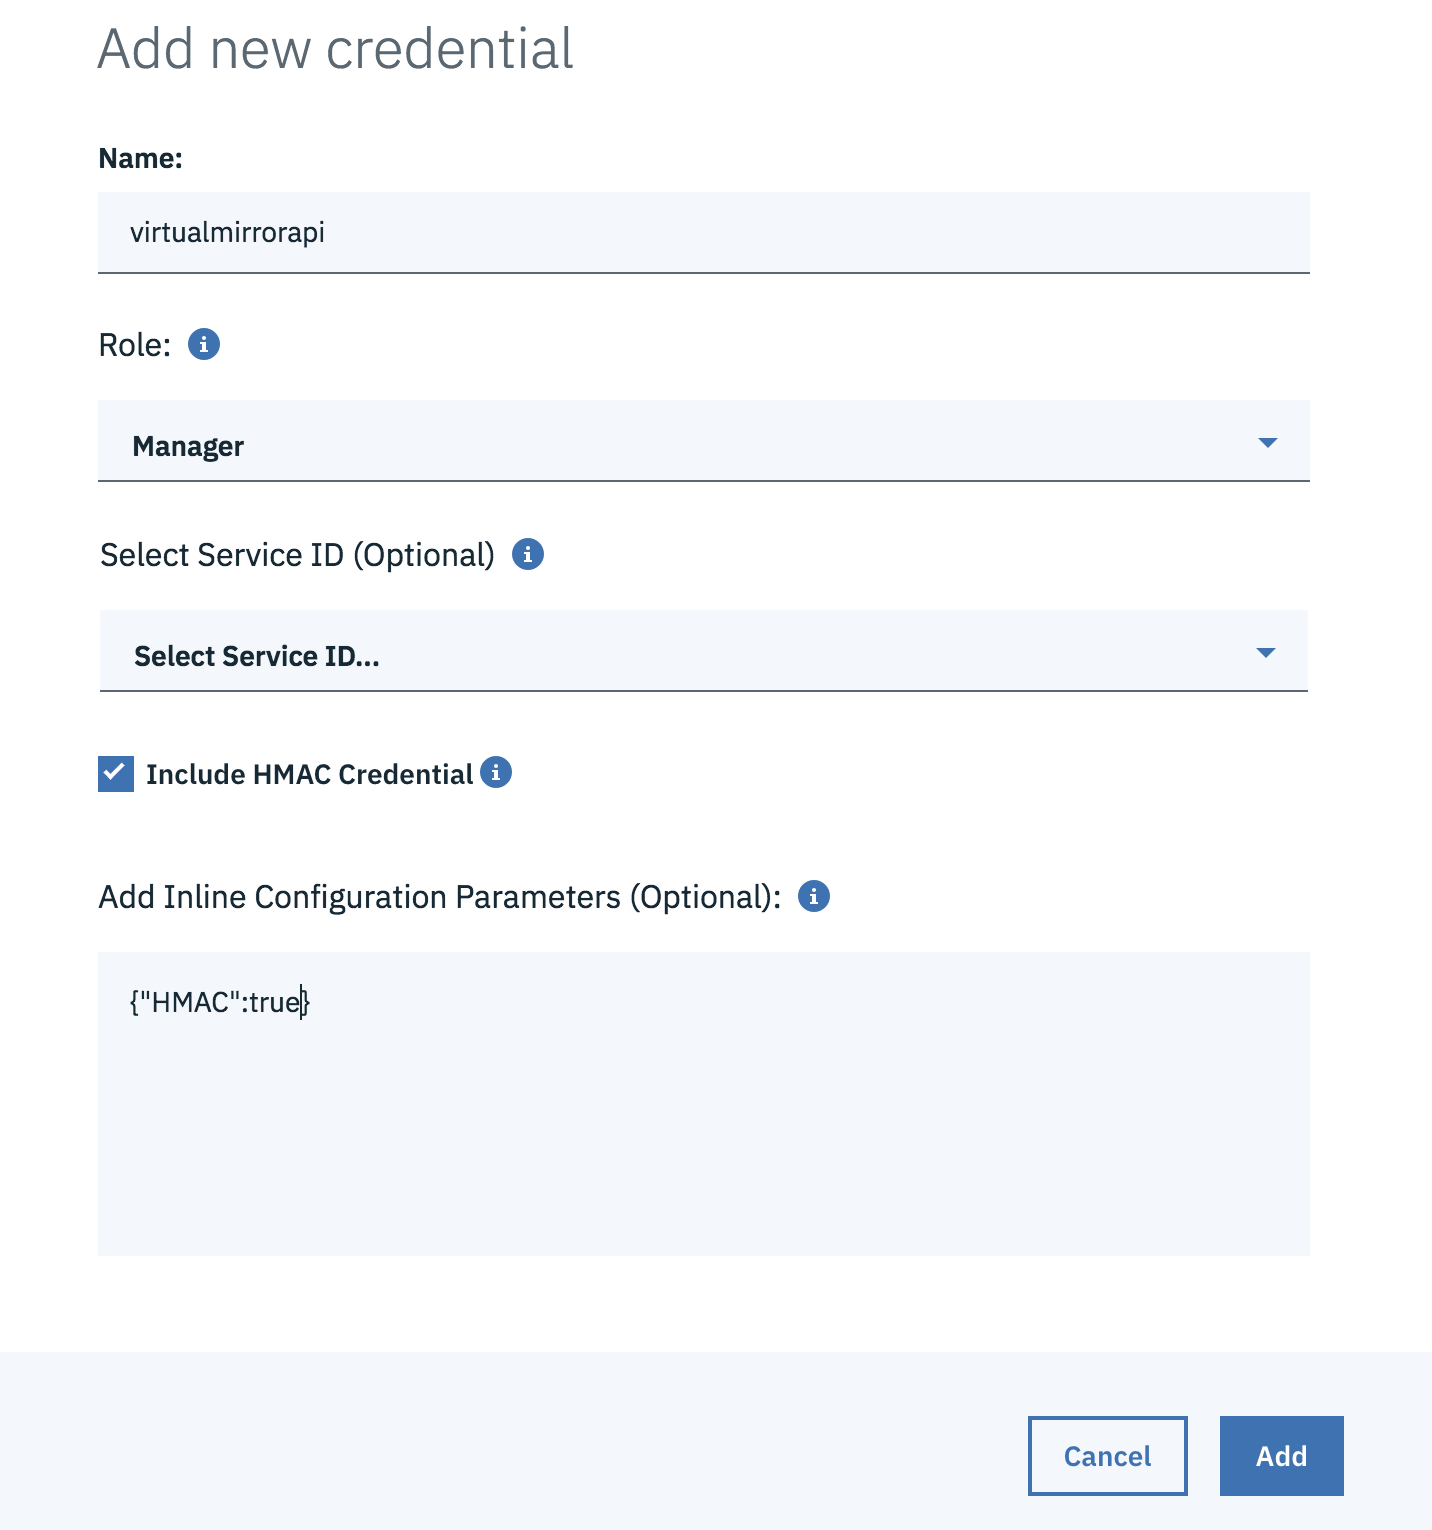 Add new credential
Name:
virtualmirrorapi
Role:
Manager
Select Service ID (Optional)
Select Service ID...
Include HMAC Credential
Add Inline Configuration Parameters (Optional):
{"HMAC":true}
Cancel
Add